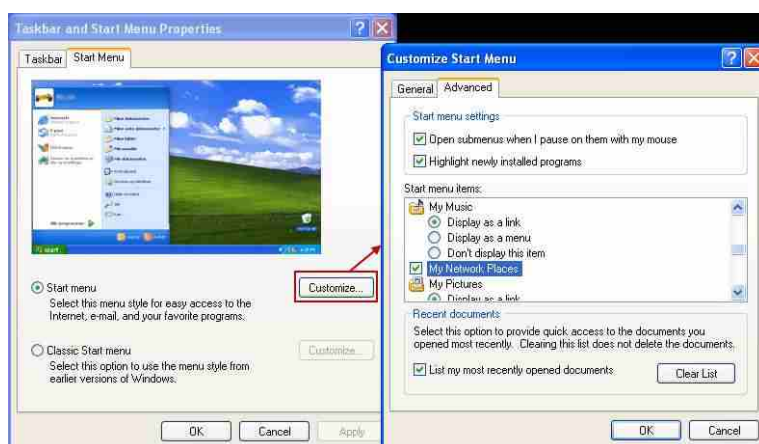 Taskbar and Start Menu Properties
Taskbar
Start Menu
Start menu
Select this menu style for easy access to the
Internet, e-mail, and your favorite programs.
Customize...
Classic Start menu
Select this option to use the menu style from
earlier versions of Windows.
Customize...
OK
Cancel
Apply
Customize Start Menu
General
Advanced
Start menu settings
Open submenus when I pause on them with my mouse
Highlight newly installed programs
Start menu items:
My Music
Display as a link
Display as a menu
Don't display this item
My Network Places
My Pictures
Display as a link
Recent documents
Select this option to provide quick access to the documents you
opened most recently. Clearing this list does not delete the documents.
List my most recently opened documents
Clear List
OK
Cancel